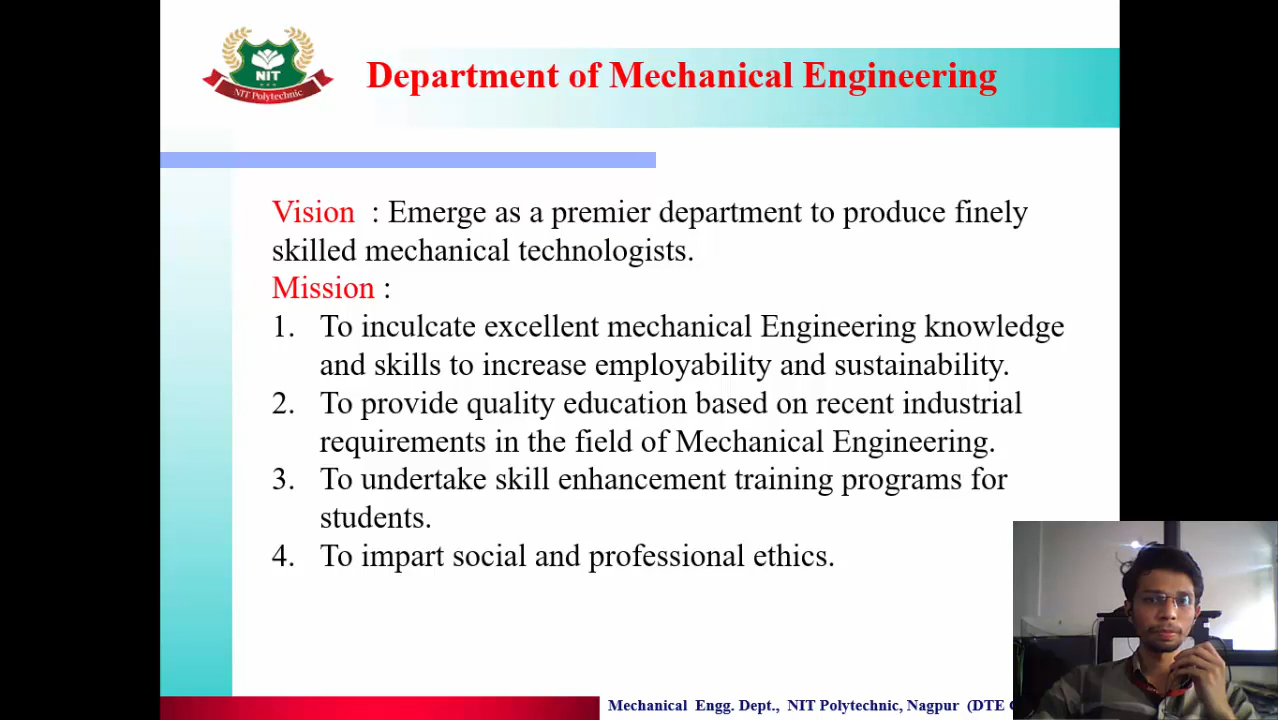 NIT
NIT Polytechnic
Department of Mechanical Engineering
Vision : Emerge as a premier department to produce finely
skilled mechanical technologists.
Mission :
1. To inculcate excellent mechanical Engineering knowledge
and skills to increase employability and sustainability.
2. To provide quality education based on recent industrial
requirements in the field of Mechanical Engineering.
3. To undertake skill enhancement training programs for
students.
4. To impart social and professional ethics.
Mechanical Engg. Dept., NIT Polytechnic, Nagpur (DTE